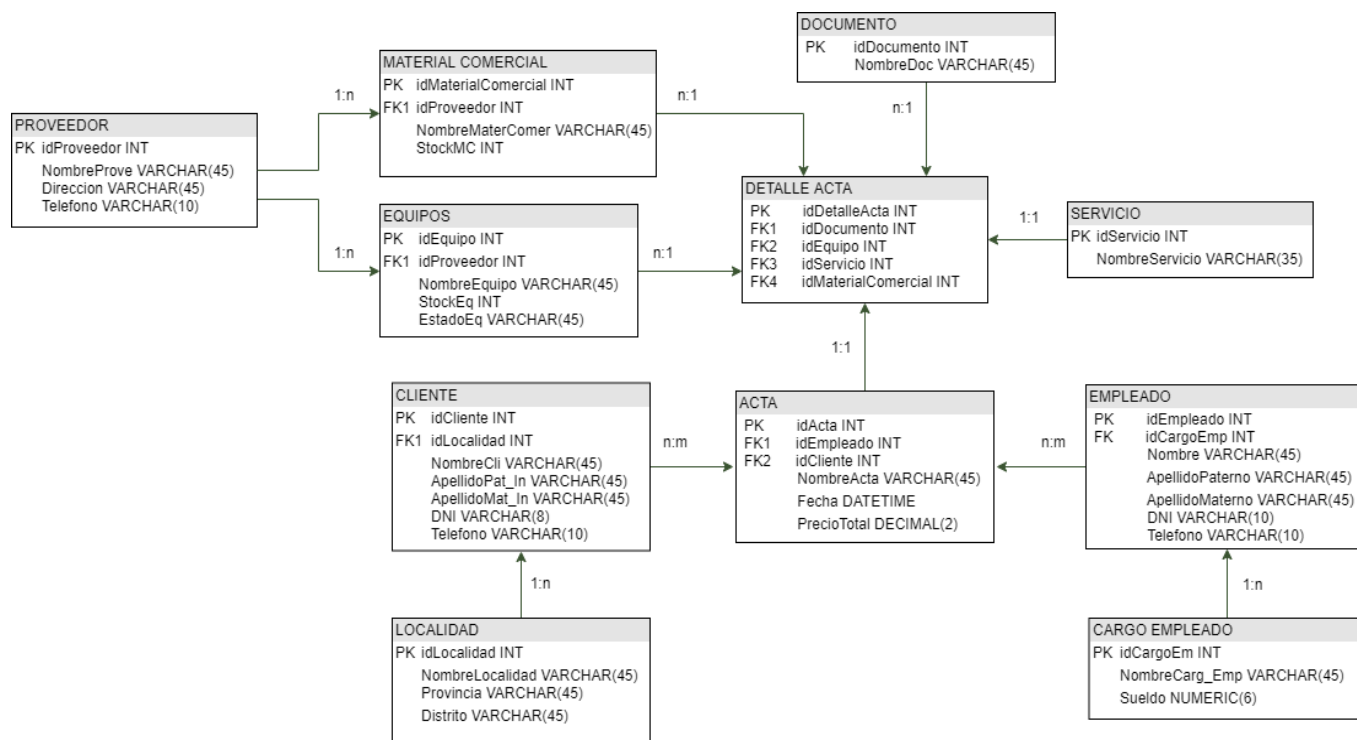 DOCUMENTO
PK idDocumento INT
NombreDoc VARCHAR(45)
MATERIAL COMERCIAL
PK idMaterialComercial INT
FK1 idProveedor INT
NombreMaterComer VARCHAR(45)
StockMC INT
1:n
n:1
n:1
PROVEEDOR
PK idProveedor INT
NombreProve VARCHAR(45)
Direccion VARCHAR(45)
Telefono VARCHAR(10)
1:n
EQUIPOS
PK idEquipo INT
FK1 idProveedor INT
NombreEquipo VARCHAR(45)
StockEq INT
EstadoEq VARCHAR(45)
n:1
DETALLE ACTA
PK idDetalleActa INT
FK1 idDocumento INT
FK2 idEquipo INT
FK3 idServicio INT
FK4 idMaterialComercial INT
1:1
SERVICIO
PK idServicio INT
NombreServicio VARCHAR(35)
1:1
CLIENTE
PK idCliente INT
FK1 idLocalidad INT
NombreCli VARCHAR(45)
ApellidoPat_In VARCHAR(45)
ApellidoMat_In VARCHAR(45)
DNI VARCHAR(8)
Telefono VARCHAR(10)
n:m
ACTA
PK idActa INT
FK1 idEmpleado INT
FK2 idCliente INT
NombreActa VARCHAR(45)
Fecha DATETIME
PrecioTotal DECIMAL(2)
n:m
EMPLEADO
PK idEmpleado INT
FK idCargoEmp INT
Nombre VARCHAR(45)
ApellidoPaterno VARCHAR(45)
ApellidoMaterno VARCHAR(45)
DNI VARCHAR(10)
Telefono VARCHAR(10)
1:n
1:n
LOCALIDAD
PK idLocalidad INT
NombreLocalidad VARCHAR(45)
Provincia VARCHAR(45)
Distrito VARCHAR(45)
CARGO EMPLEADO
PK idCargoEm INT
NombreCarg_Emp VARCHAR(45)
Sueldo NUMERIC(6)